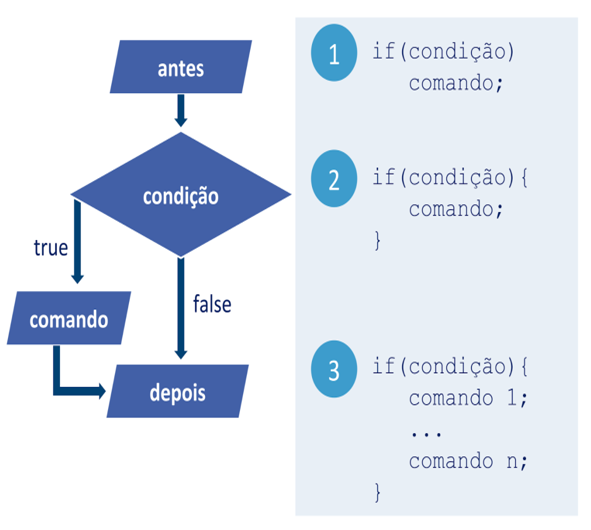 antes
condição
true
false
comando
depois
1
if(condição)
comando;
2
if(condição){
comando;
}
3
if(condição){
comando 1;
...
comando n;
}